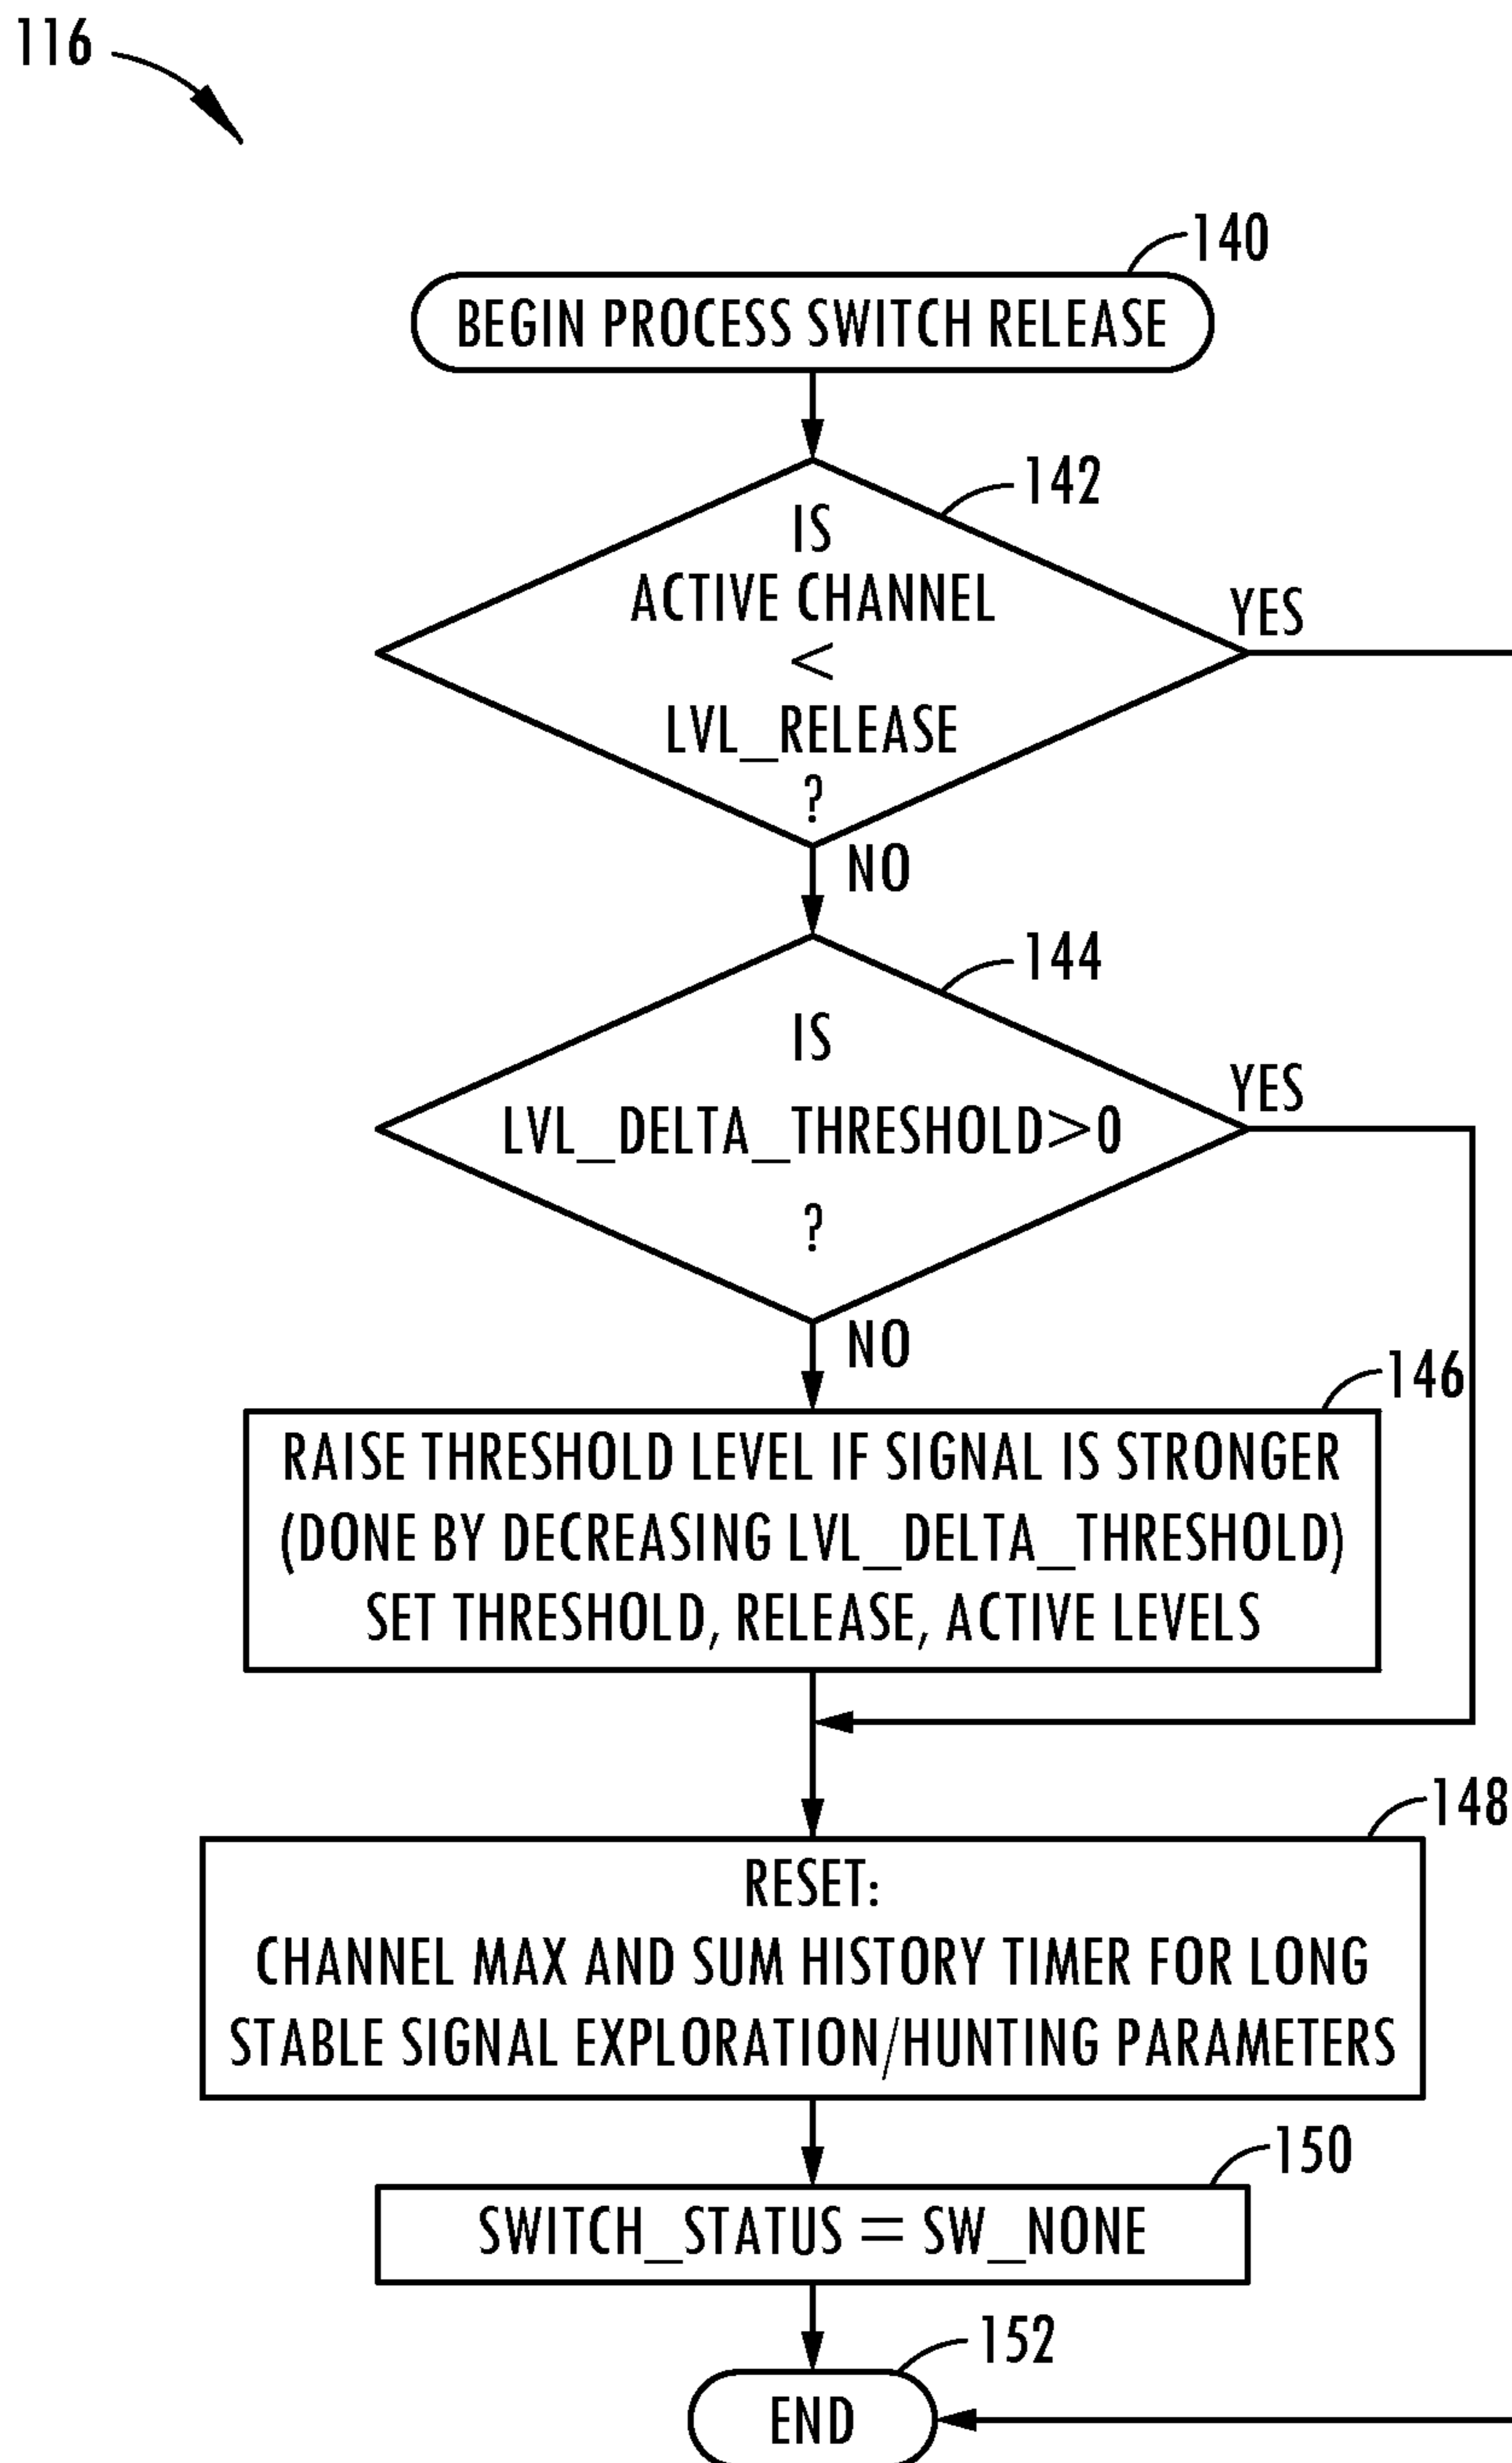 116
140
BEGIN PROCESS SWITCH RELEASE
142
IS
ACTIVE CHANNEL
<
LVL_RELEASE
?
YES
NO
144
IS
LVL_DELTA_THRESHOLD>0
?
YES
NO
146
RAISE THRESHOLD LEVEL IF SIGNAL IS STRONGER
(DONE BY DECREASING LVL_DELTA_THRESHOLD)
SET THRESHOLD, RELEASE, ACTIVE LEVELS
148
RESET:
CHANNEL MAX AND SUM HISTORY TIMER FOR LONG
STABLE SIGNAL EXPLORATION/HUNTING PARAMETERS
150
SWITCH_STATUS = SW_NONE
152
END